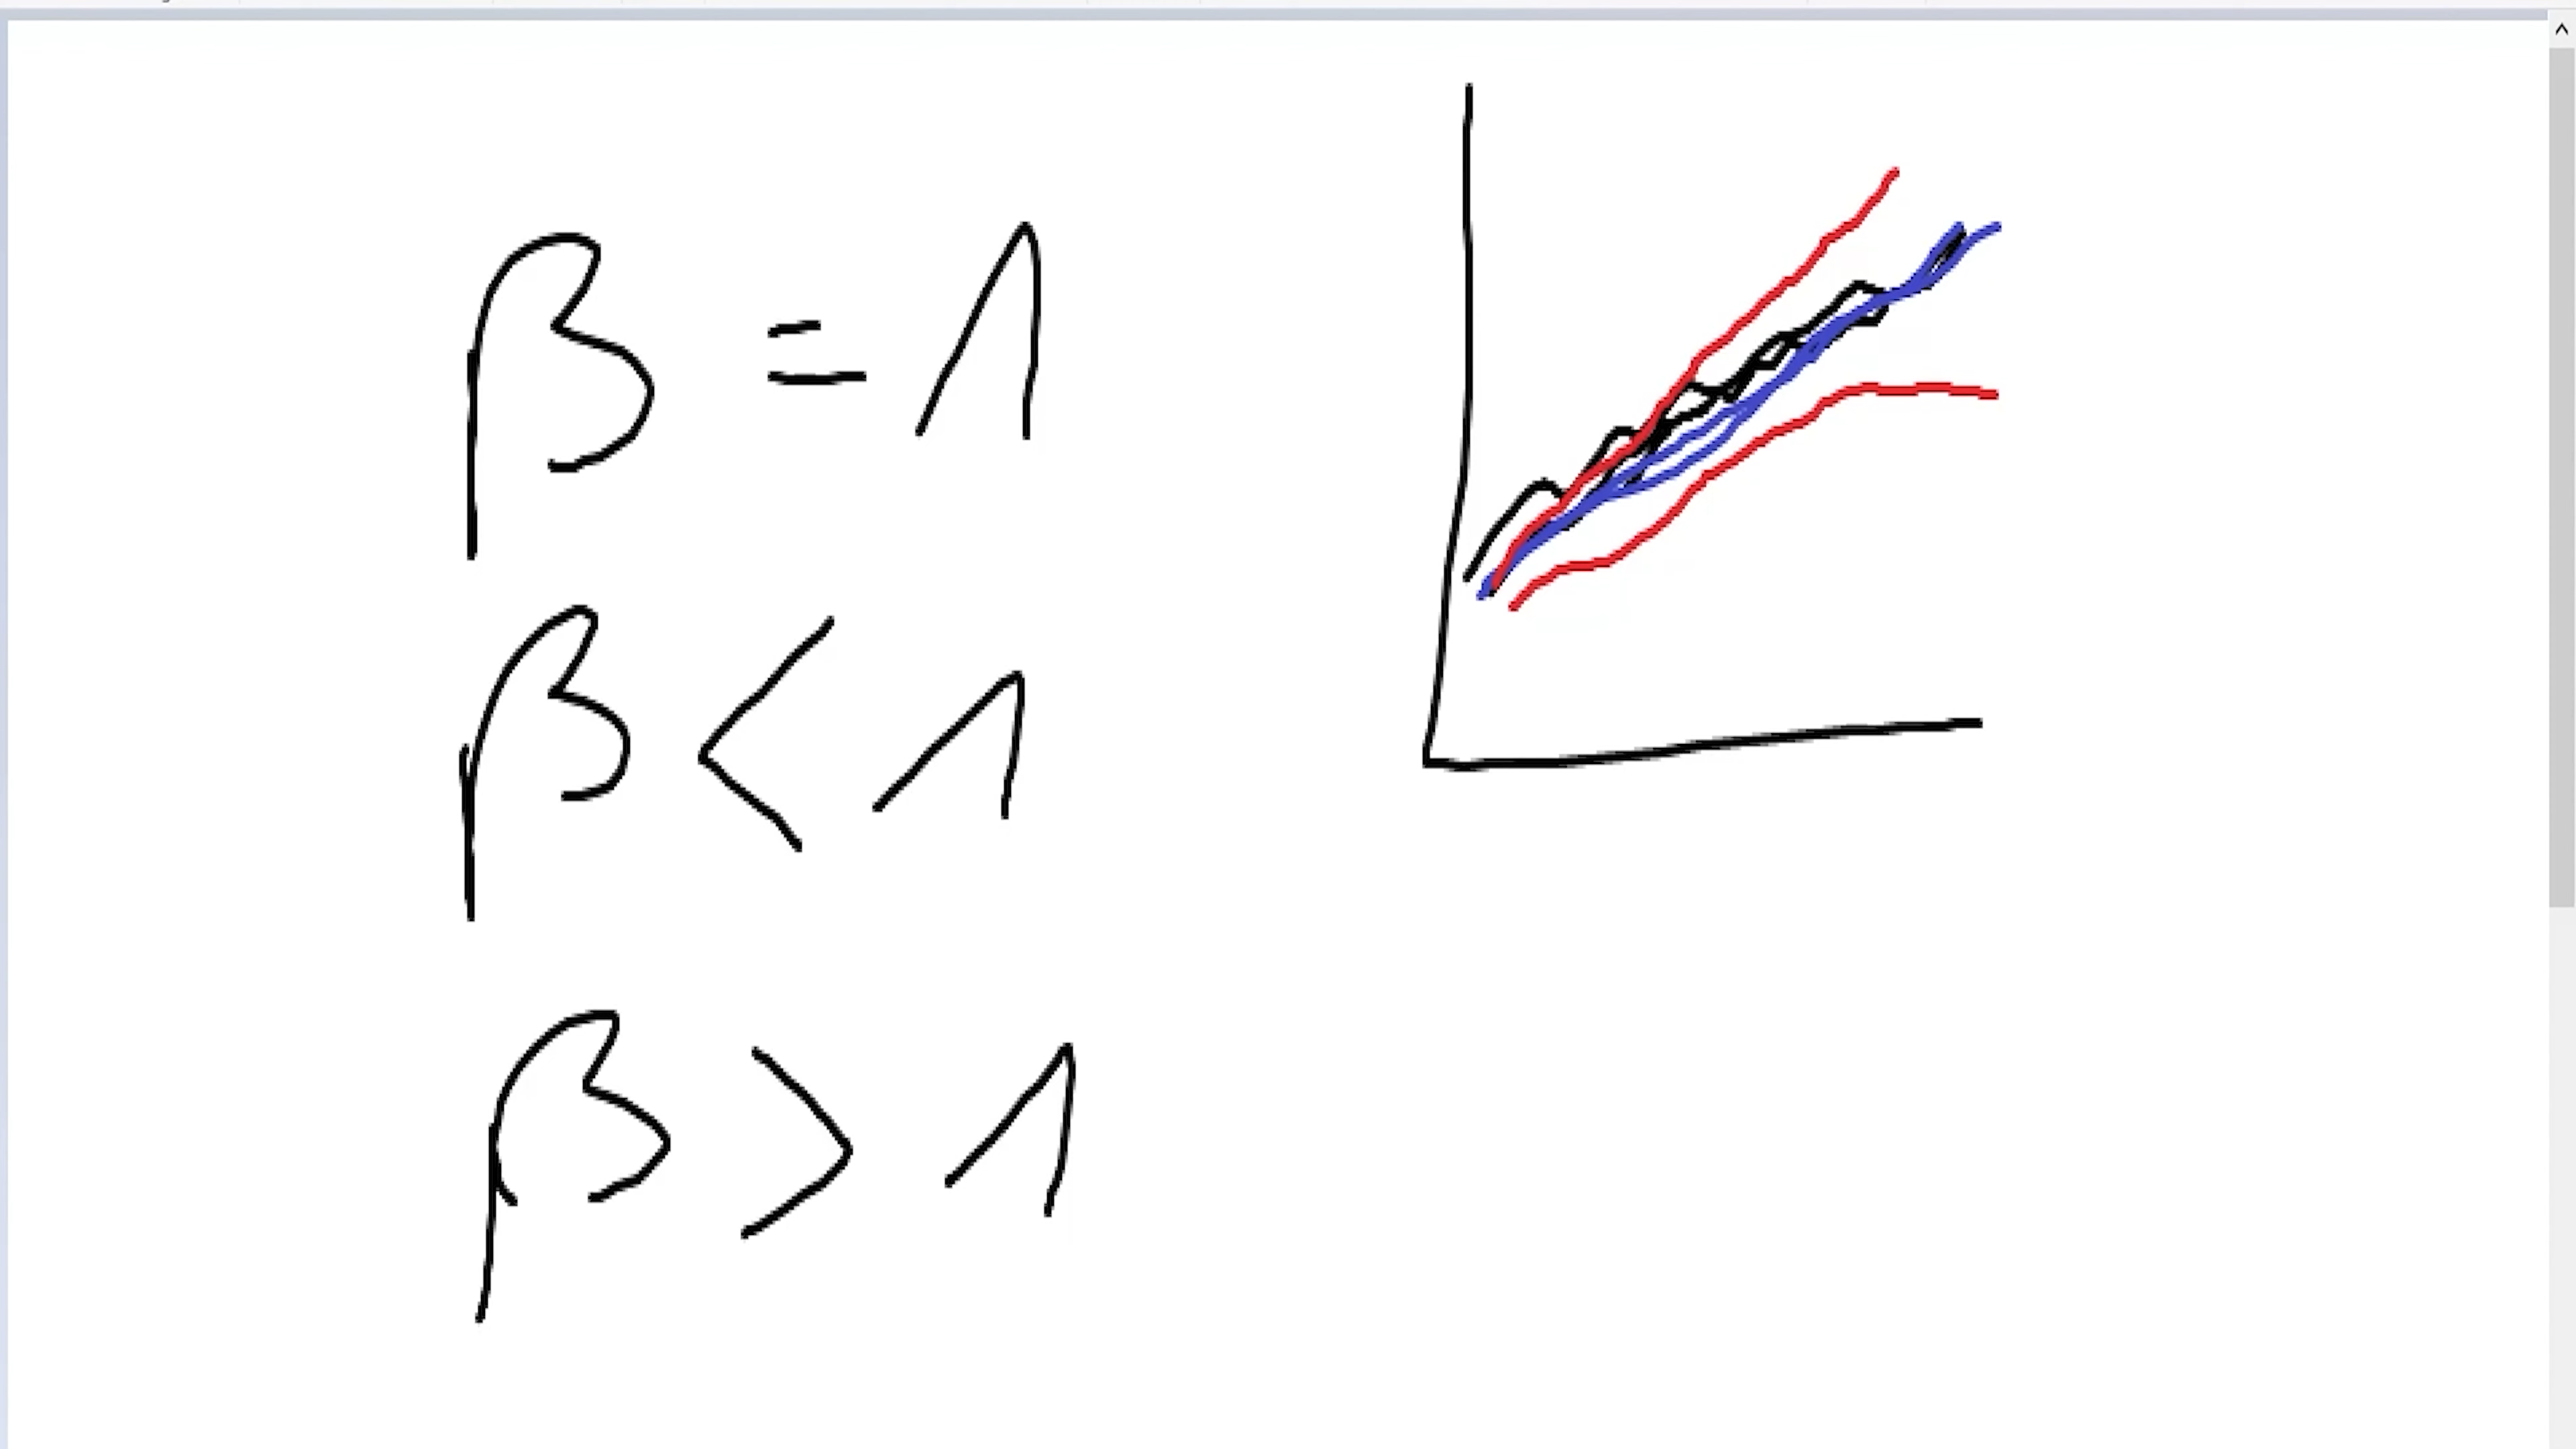 β = 1
β < 1
β > 1